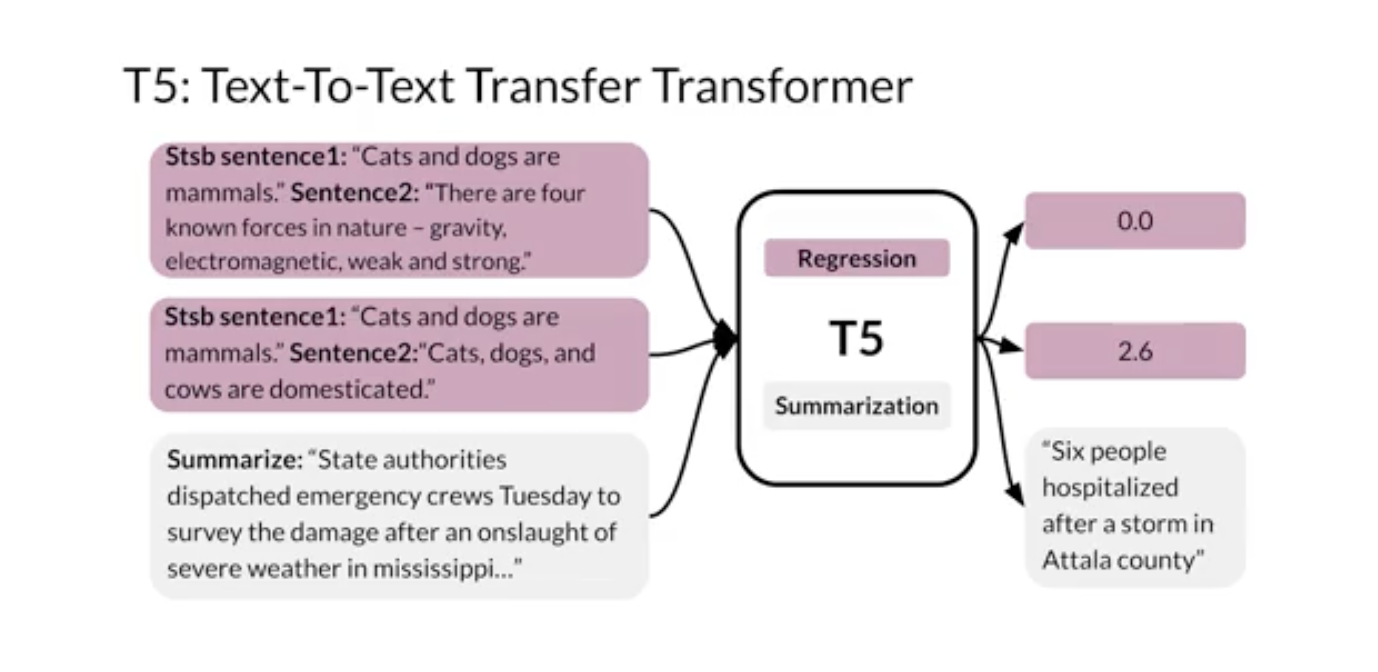 T5: Text-To-Text Transfer Transformer
Stsb sentence1: “Cats and dogs are
mammals.” Sentence2: “There are four
known forces in nature – gravity,
electromagnetic, weak and strong.”
Stsb sentence1: “Cats and dogs are
mammals.” Sentence2:“Cats, dogs, and
cows are domesticated.”
Summarize: “State authorities
dispatched emergency crews Tuesday to
survey the damage after an onslaught of
severe weather in mississippi...”
Regression
T5
Summarization
0.0
2.6
“Six people
hospitalized
after a storm in
Attala county”